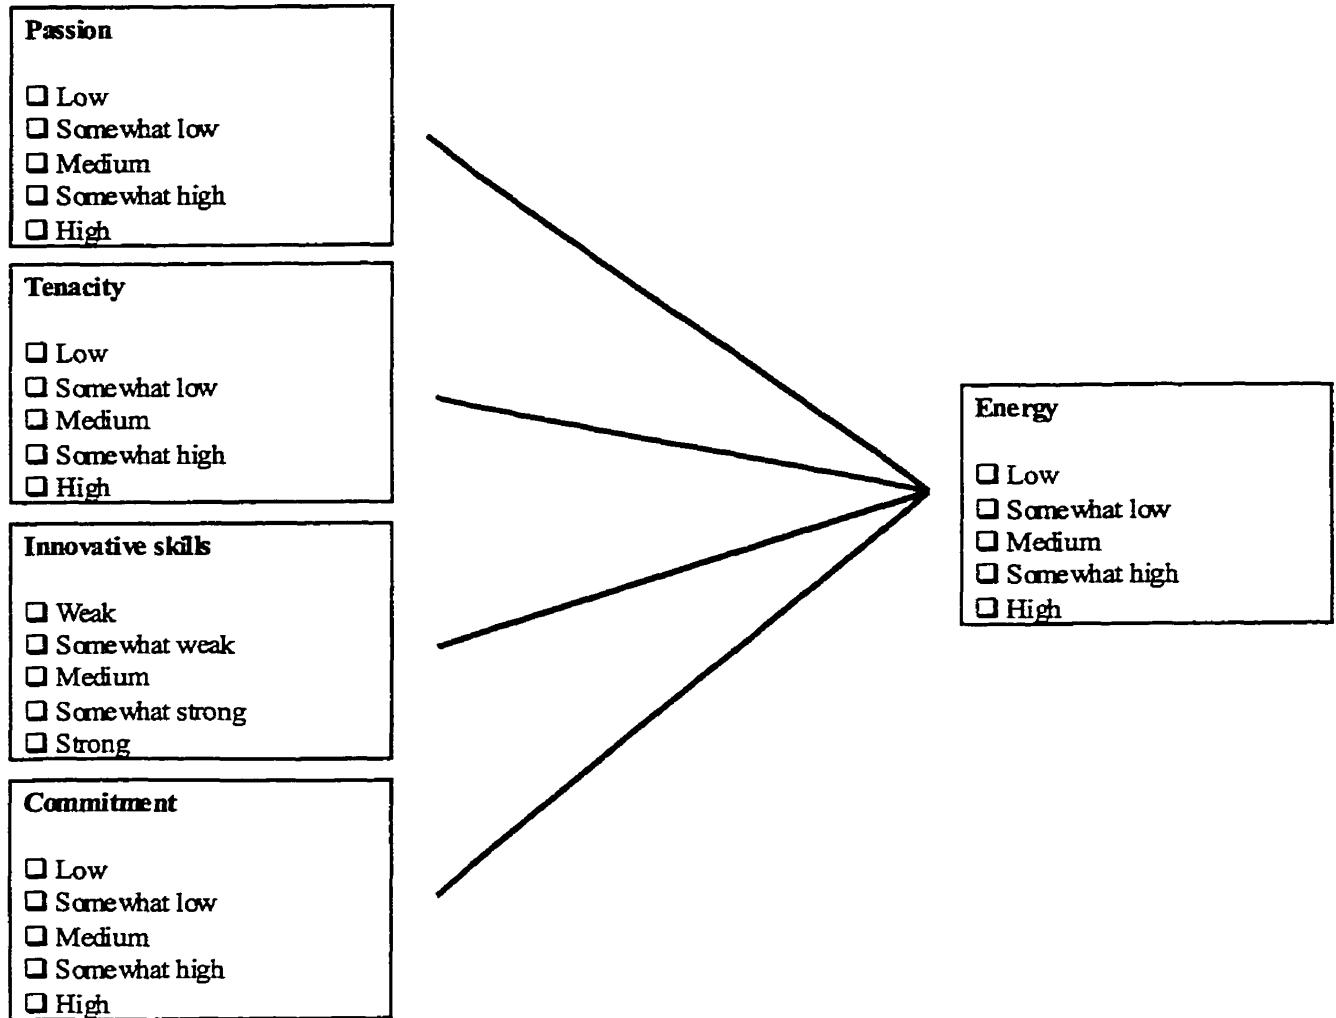 Passion
❑ Low
❑ Somewhat low
❑ Medium
❑ Somewhat high
❑ High
Tenacity
❑ Low
❑ Somewhat low
❑ Medium
❑ Somewhat high
❑ High
Innovative skills
❑ Weak
❑ Somewhat weak
❑ Medium
❑ Somewhat strong
❑ Strong
Commitment
❑ Low
❑ Somewhat low
❑ Medium
❑ Somewhat high
❑ High
Energy
❑ Low
❑ Somewhat low
❑ Medium
❑ Somewhat high
❑ High